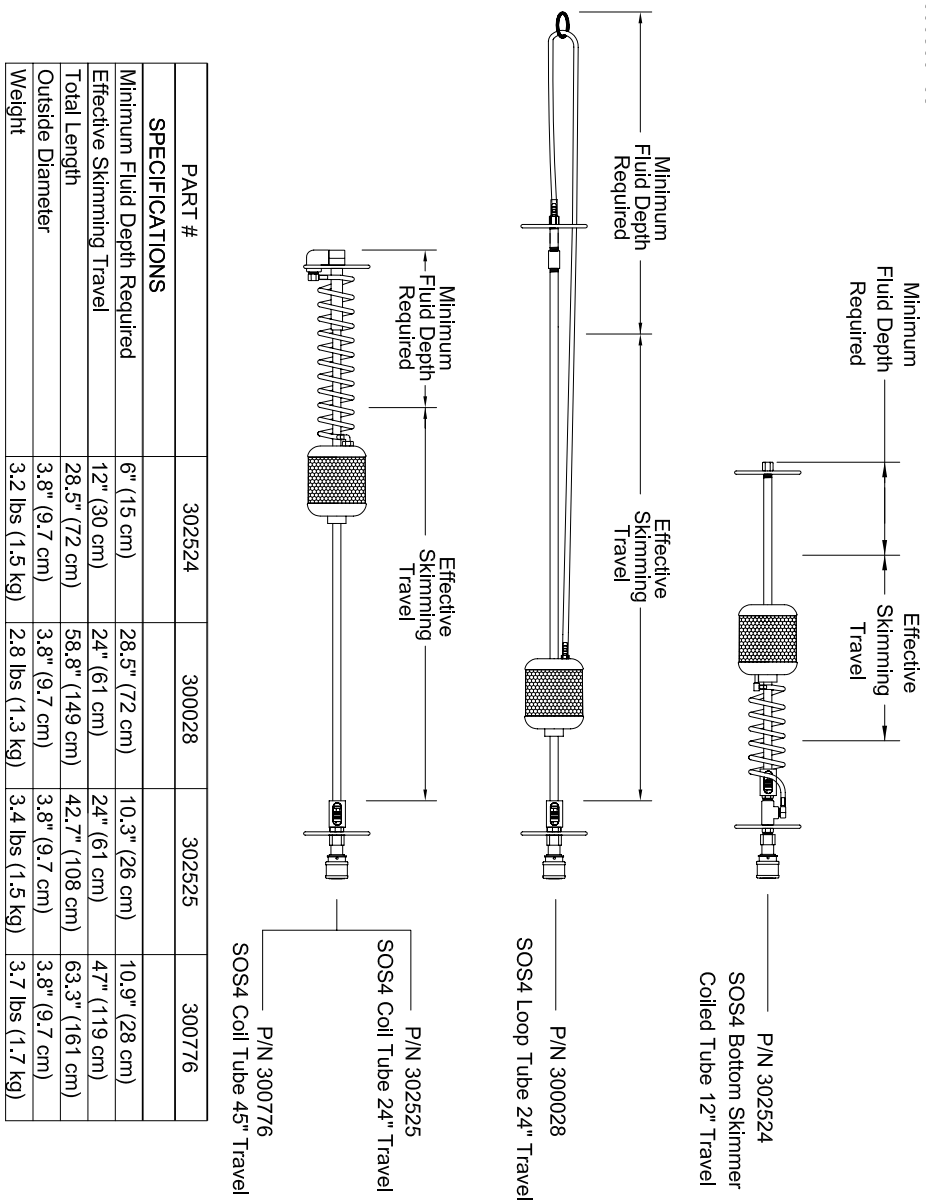 Minimum
Fluid Depth
Required
Effective
Skimming
Travel
P/N 302524
SOS4 Bottom Skimmer
Coiled Tube 12" Travel
Minimum
Fluid Depth
Required
Effective
Skimming
Travel
P/N 300028
SOS4 Loop Tube 24" Travel
Minimum
Fluid Depth
Required
Effective
Skimming
Travel
P/N 302525
SOS4 Coil Tube 24" Travel
P/N 300776
SOS4 Coil Tube 45" Travel
PART # 302524 300028 302525 300776
SPECIFICATIONS
Minimum Fluid Depth Required 6" (15 cm) 28.5" (72 cm) 10.3" (26 cm) 10.9" (28 cm)
Effective Skimming Travel 12" (30 cm) 24" (61 cm) 24" (61 cm) 47" (119 cm)
Total Length 28.5" (72 cm) 58.8" (149 cm) 42.7" (108 cm) 63.3" (161 cm)
Outside Diameter 3.8" (9.7 cm) 3.8" (9.7 cm) 3.8" (9.7 cm) 3.8" (9.7 cm)
Weight 3.2 lbs (1.5 kg) 2.8 lbs (1.3 kg) 3.4 lbs (1.5 kg) 3.7 lbs (1.7 kg)